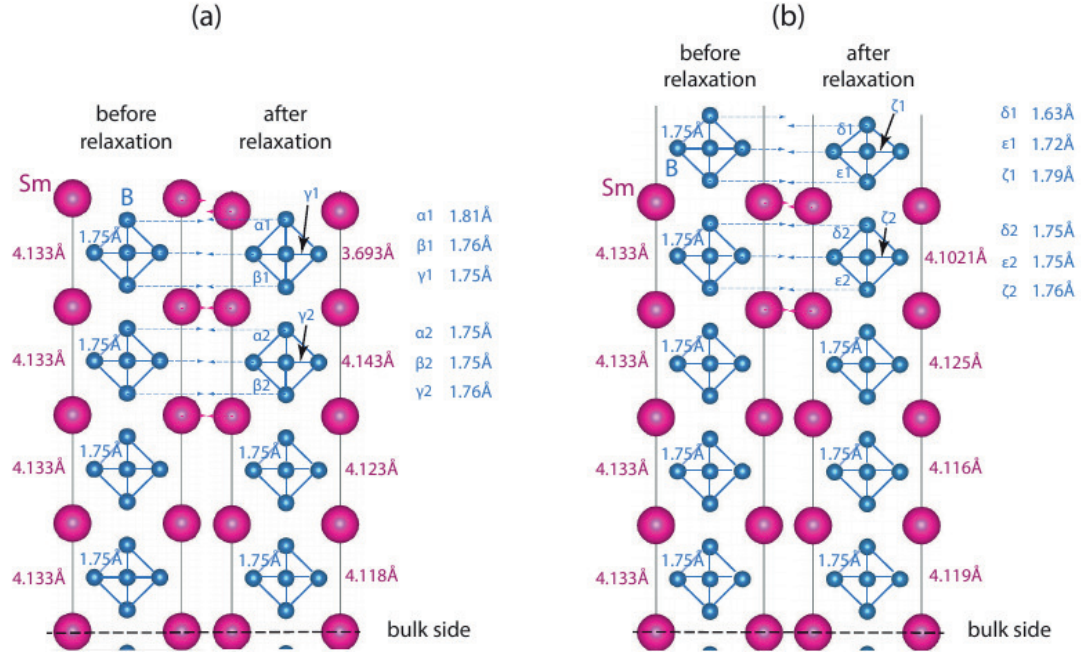 (a)
before
relaxation
after
relaxation
Sm
B
γ1
α1
1.75Å
4.133Å
3.693Å
β1
α1 1.81Å
β1 1.76Å
γ1 1.75Å
γ2
α2
1.75Å
4.133Å
4.143Å
β2
α2 1.75Å
β2 1.75Å
γ2 1.76Å
1.75Å
1.75Å
4.133Å
4.123Å
1.75Å
1.75Å
4.133Å
4.118Å
bulk side
(b)
before
relaxation
after
relaxation
ζ1
δ1
1.75Å
ε1
B
Sm
δ1 1.63Å
ε1 1.72Å
ζ1 1.79Å
ζ2
δ2
1.75Å
4.133Å
4.1021Å
ε2
δ2 1.75Å
ε2 1.75Å
ζ2 1.76Å
1.75Å
1.75Å
4.133Å
4.125Å
1.75Å
1.75Å
4.133Å
4.116Å
1.75Å
1.75Å
4.133Å
4.119Å
bulk side